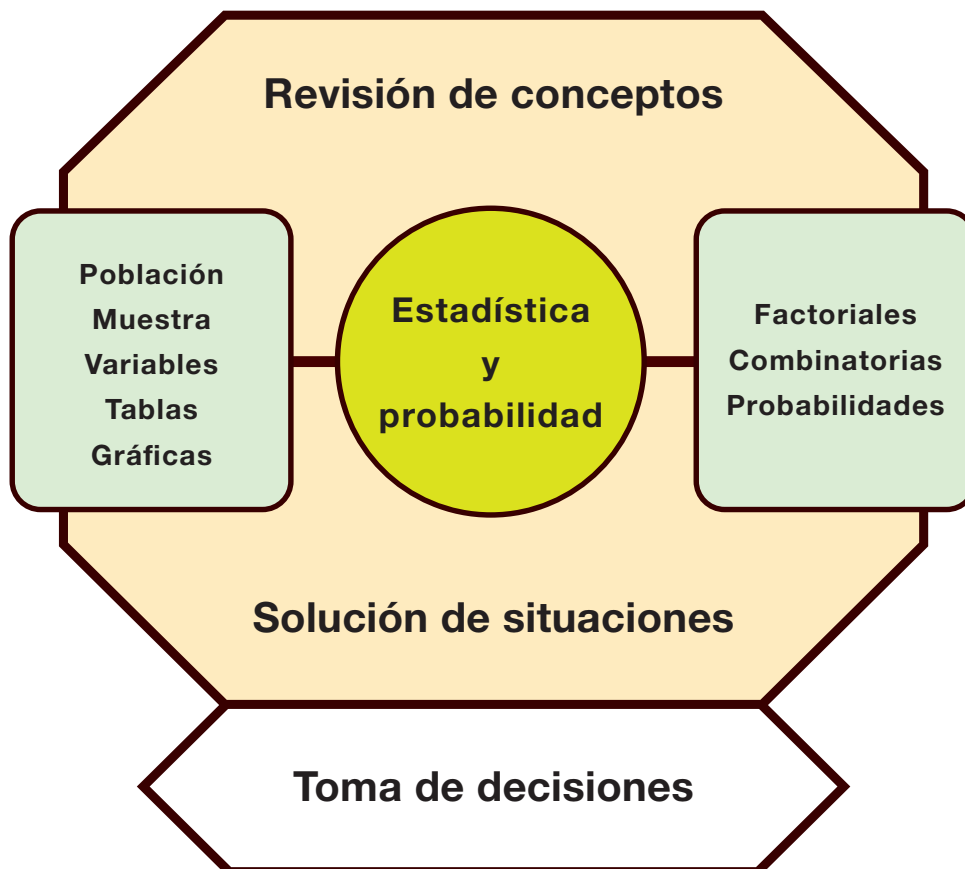 Revisión de conceptos
Población
Muestra
Variables
Tablas
Gráficas
Estadística
y
probabilidad
Factoriales
Combinatorias
Probabilidades
Solución de situaciones
Toma de decisiones